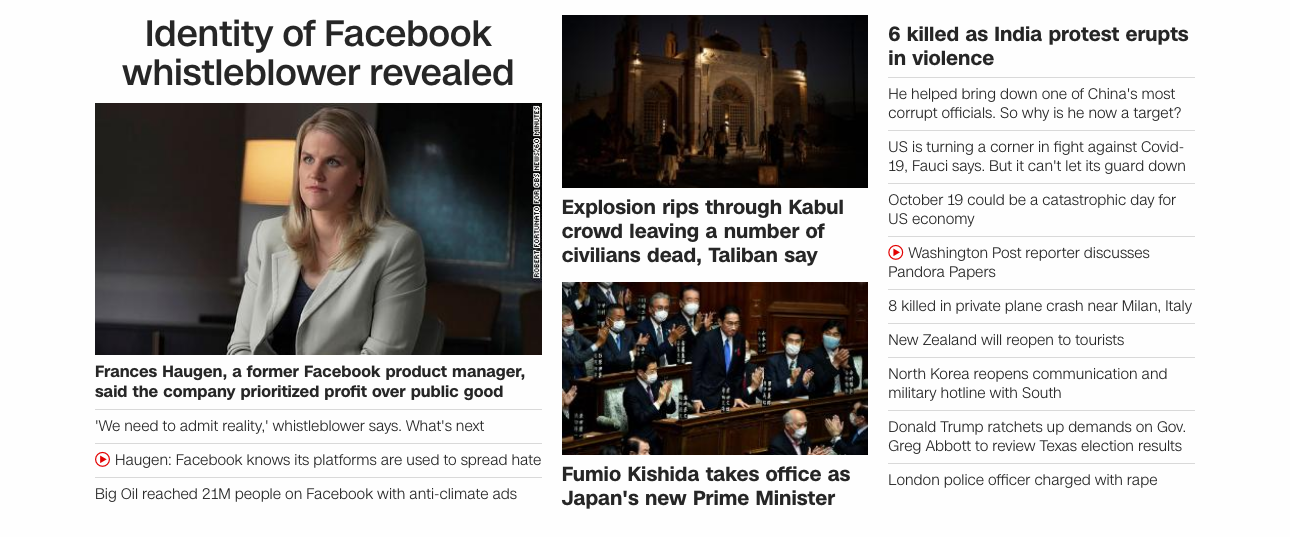 Identity of Facebook
whistleblower revealed
ROBERT FORTUNATO FOR CBS NEWS/60 MINUTES
Frances Haugen, a former Facebook product manager,
said the company prioritized profit over public good
'We need to admit reality,' whistleblower says. What's next
Haugen: Facebook knows its platforms are used to spread hate
Big Oil reached 21M people on Facebook with anti-climate ads
Explosion rips through Kabul
crowd leaving a number of
civilians dead, Taliban say
Fumio Kishida takes office as
Japan's new Prime Minister
6 killed as India protest erupts
in violence
He helped bring down one of China's most
corrupt officials. So why is he now a target?
US is turning a corner in fight against Covid-
19, Fauci says. But it can't let its guard down
October 19 could be a catastrophic day for
US economy
Washington Post reporter discusses
Pandora Papers
8 killed in private plane crash near Milan, Italy
New Zealand will reopen to tourists
North Korea reopens communication and
military hotline with South
Donald Trump ratchets up demands on Gov.
Greg Abbott to review Texas election results
London police officer charged with rape